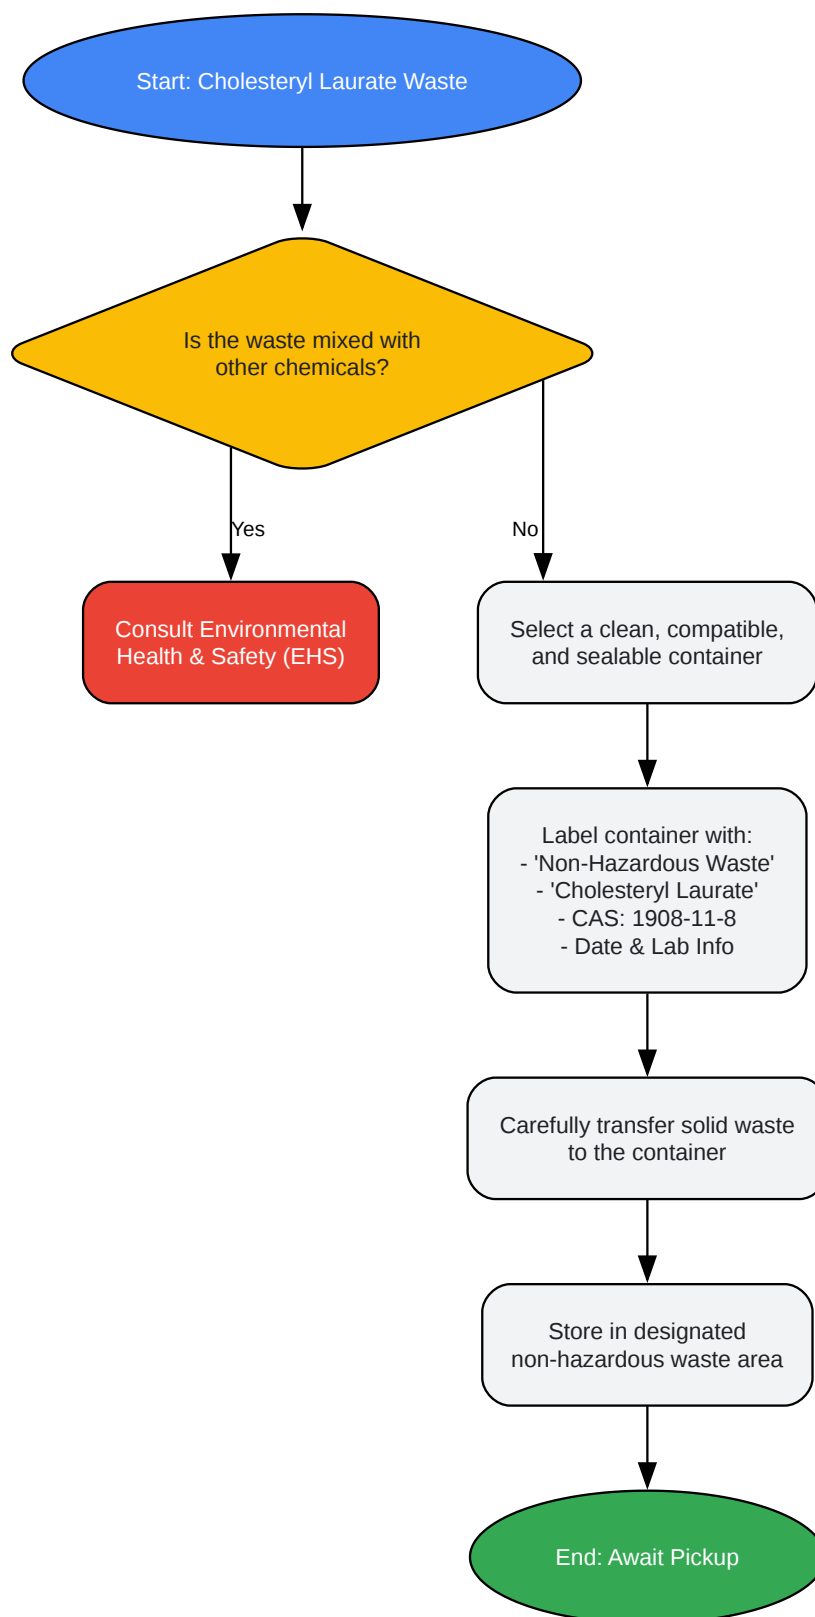 Start: Cholesteryl Laurate Waste
Is the waste mixed with
other chemicals?
Yes
No
Consult Environmental
Health & Safety (EHS)
Select a clean, compatible,
and sealable container
Label container with:
- 'Non-Hazardous Waste'
- 'Cholesteryl Laurate'
- CAS: 1908-11-8
- Date & Lab Info
Carefully transfer solid waste
to the container
Store in designated
non-hazardous waste area
End: Await Pickup